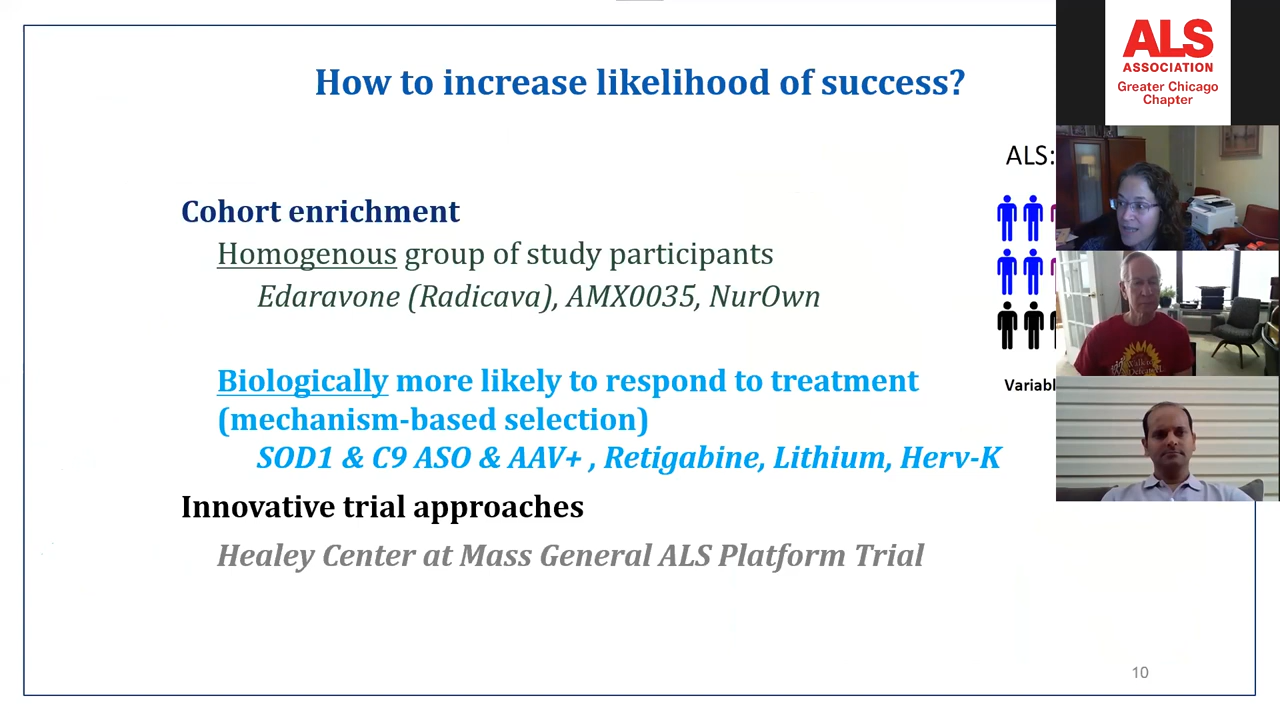 How to increase likelihood of success?
ALS
ASSOCIATION
Greater Chicago
Chapter
ALS:
Cohort enrichment
Homogenous group of study participants
Edaravone (Radicava), AMX0035, NurOwn
Variabl
Biologically more likely to respond to treatment
(mechanism-based selection)
SOD1 & C9 ASO & AAV+ , Retigabine, Lithium, Herv-K
Innovative trial approaches
Healey Center at Mass General ALS Platform Trial
10